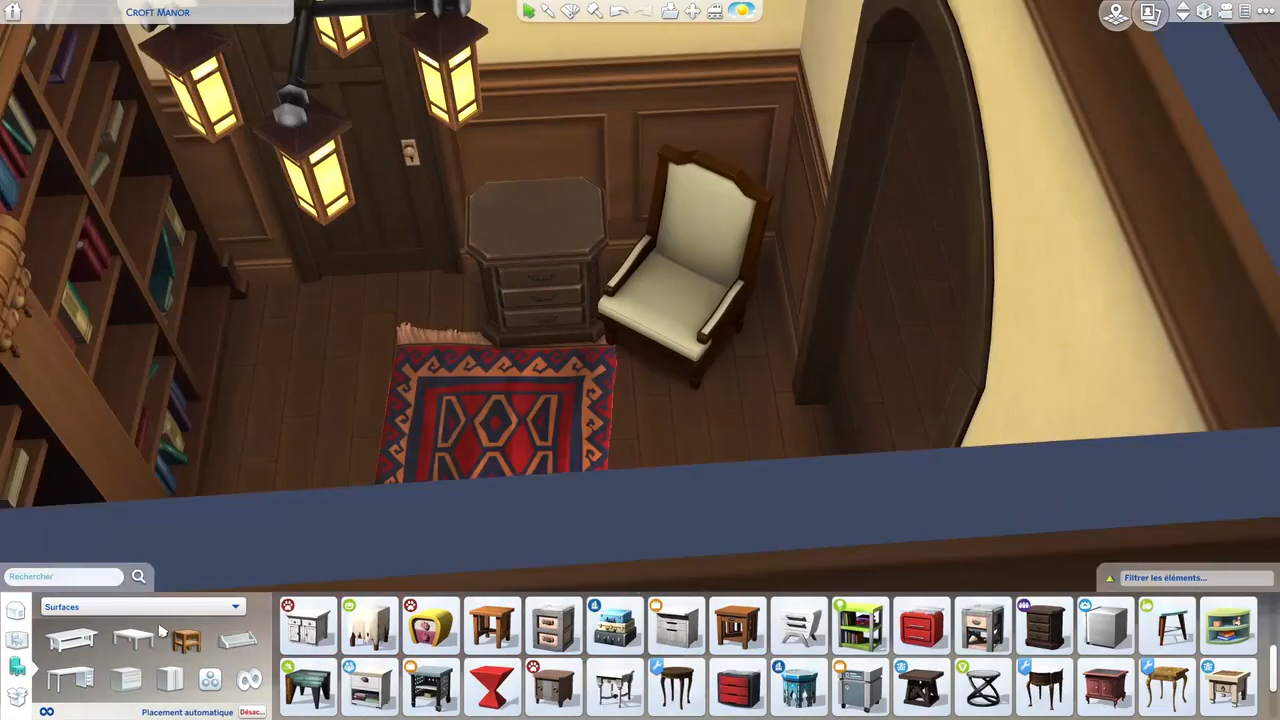 CROFT MANOR
Rechercher
Filtrer les éléments...
Surfaces
Placement automatique
Désac...